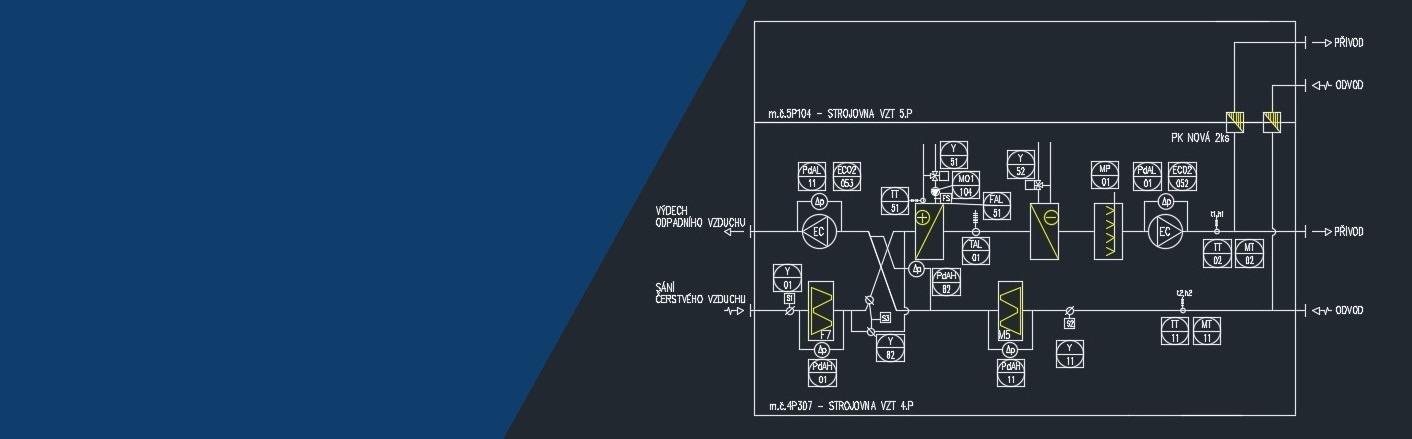 PŘÍVOD
ODVOD
m.č.5P104 - STROJOVNA VZT 5.P
PK NOVÁ 2ks
Y
51
Y
52
PdAL
11
ECO2
053
MO1
104
MP
01
PdAL
01
ECO2
052
TT
51
FS
FAL
51
Δp
Δp
VÝDECH
ODPADNÍHO VZDUCHU
EC
EC
t1,h1
PŘÍVOD
TAL
01
TT
02
MT
02
Δp
PdAH
82
Y
01
SÁNÍ
ČERSTVÉHO VZDUCHU
S1
t2,h2
ODVOD
S3
S2
F7
M5
TT
11
MT
11
Y
82
Δp
Δp
Y
11
PdAH
01
PdAH
11
m.č.4P307 - STROJOVNA VZT 4.P